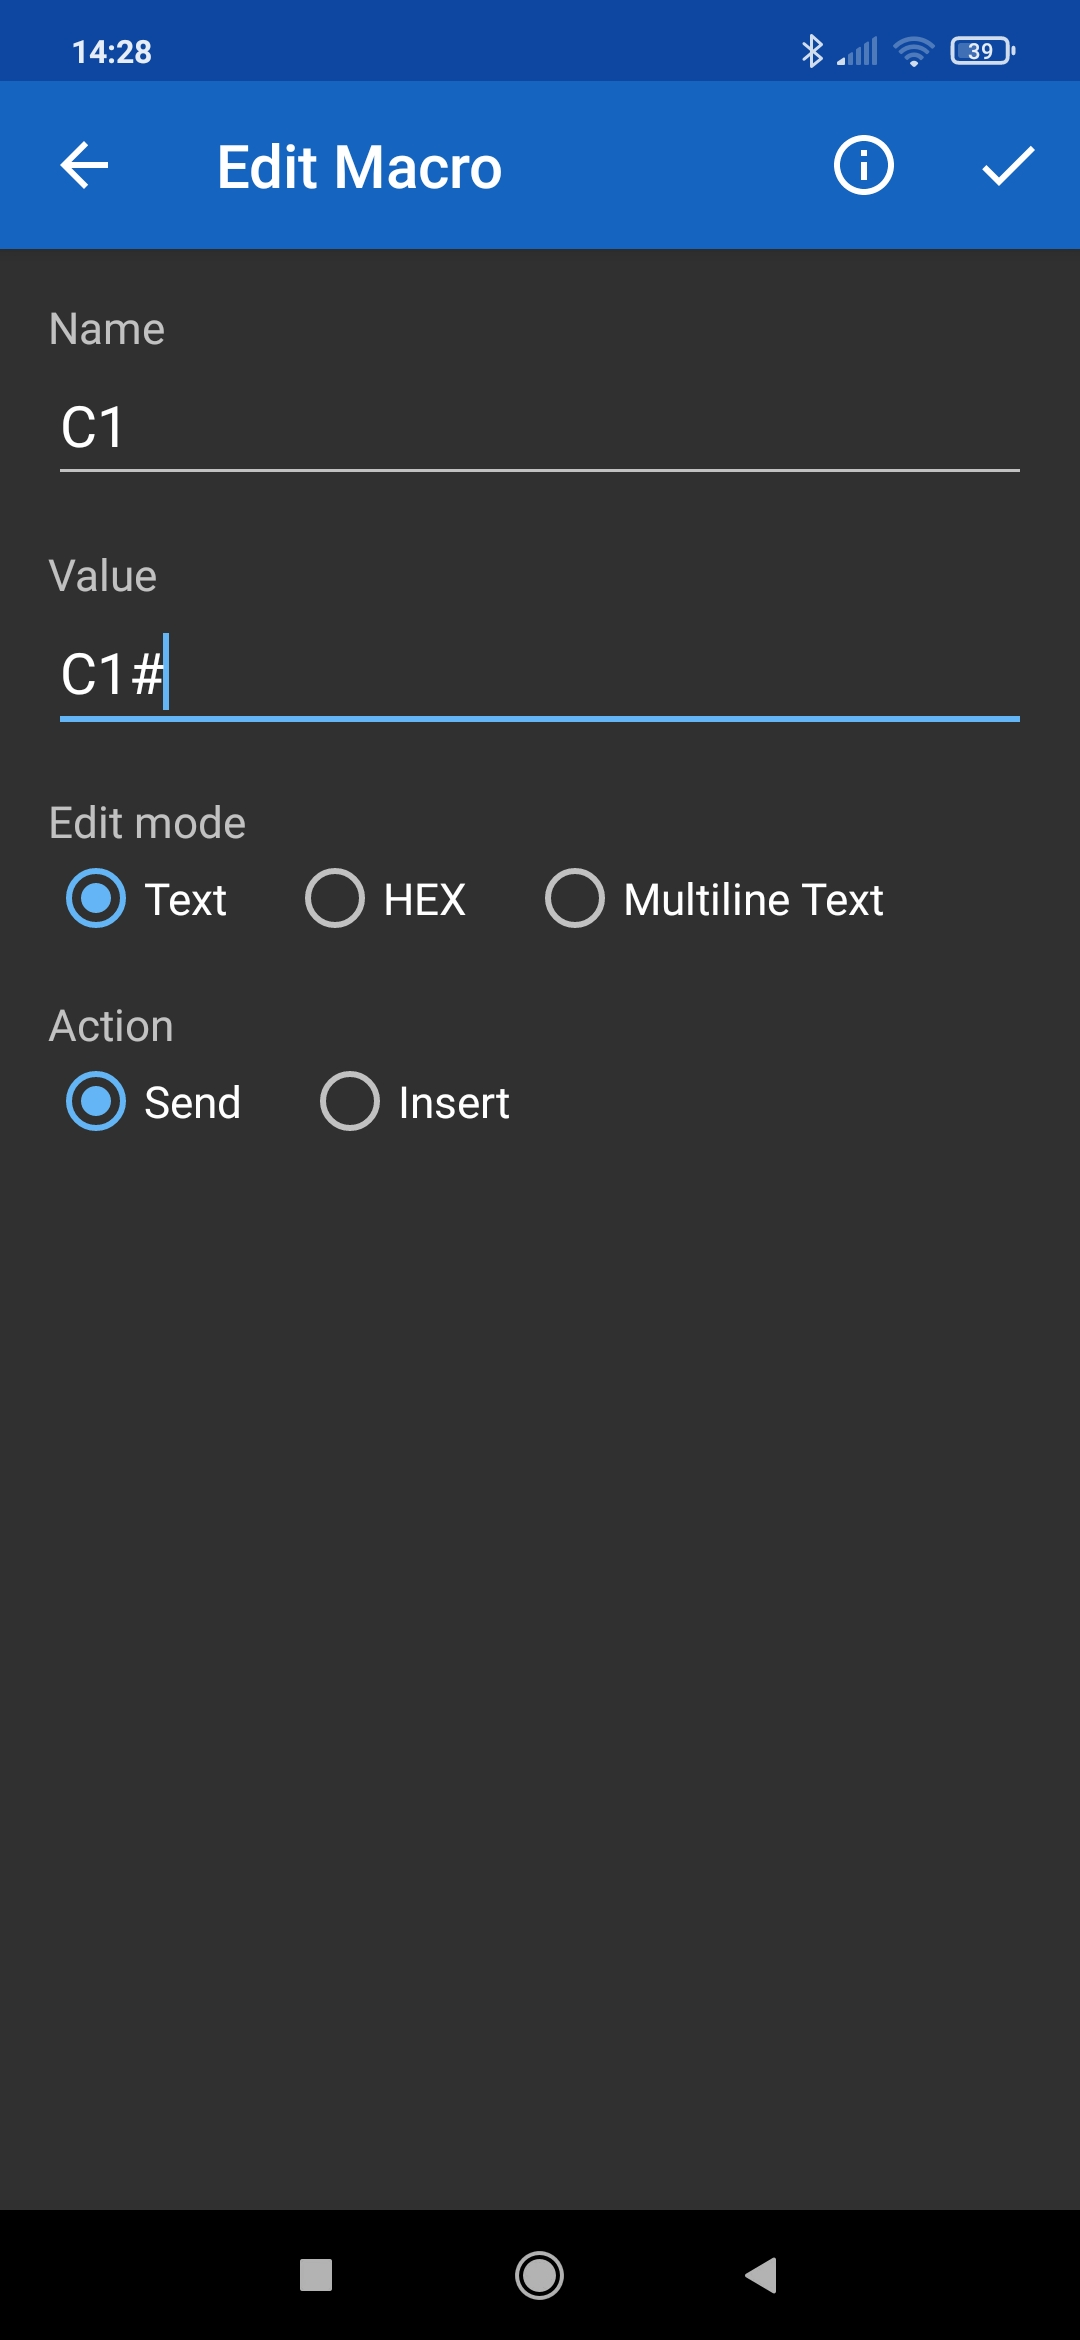 14:28 39
Edit Macro
Name
C1
Value
C1#
Edit mode
Text HEX Multiline Text
Action
Send Insert